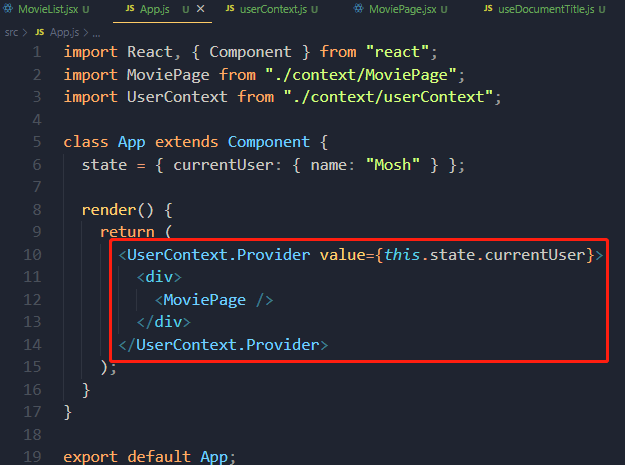 MovieList.jsx U JS App.js U × JS userContext.js U MoviePage.jsx U JS useDocumentTitle.js U
src > JS App.js > ...
1 import React, { Component } from "react";
2 import MoviePage from "./context/MoviePage";
3 import UserContext from "./context/userContext";
4
5 class App extends Component {
6 state = { currentUser: { name: "Mosh" } };
7
8 render() {
9 return (
10 <UserContext.Provider value={this.state.currentUser}>
11 <div>
12 <MoviePage />
13 </div>
14 </UserContext.Provider>
15 );
16 }
17 }
18
19 export default App;